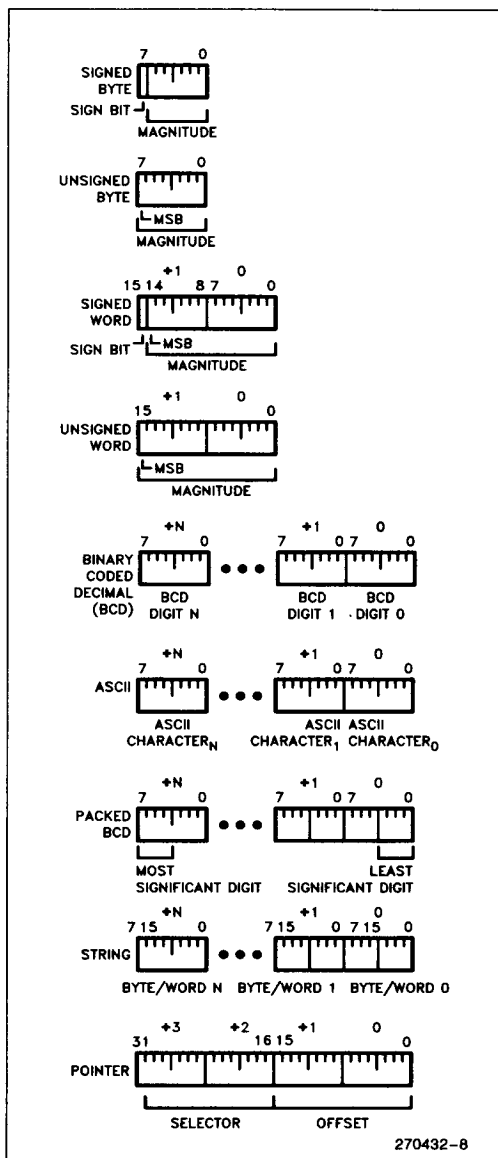 7 0
SIGNED
BYTE
SIGN BIT
MAGNITUDE
7 0
UNSIGNED
BYTE
MSB
MAGNITUDE
+1 0
15 14 8 7 0
SIGNED
WORD
SIGN BIT MSB
MAGNITUDE
+1 0
15 0
UNSIGNED
WORD
MSB
MAGNITUDE
+N +1 0
7 0 7 0 7 0
BINARY
CODED
DECIMAL
(BCD)
BCD BCD BCD
DIGIT N DIGIT 1 DIGIT 0
+N +1 0
7 0 7 0 7 0
ASCII
ASCII ASCII ASCII
CHARACTERN CHARACTER1 CHARACTER0
+N +1 0
7 0 7 0 7 0
PACKED
BCD
MOST LEAST
SIGNIFICANT DIGIT SIGNIFICANT DIGIT
+N +1 0
7 15 0 7 15 0 7 15 0
STRING
BYTE/WORD N BYTE/WORD 1 BYTE/WORD 0
+3 +2 +1 0
31 16 15 0
POINTER
SELECTOR OFFSET
270432-8